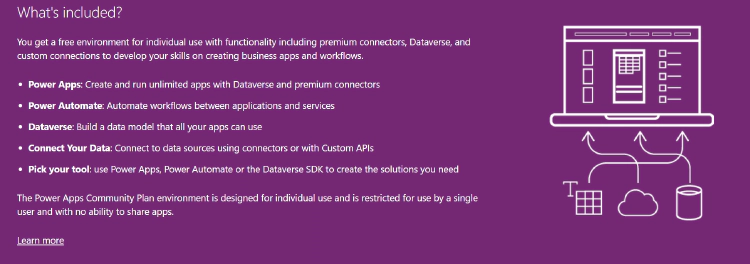 What's included?
You get a free environment for individual use with functionality including premium connectors, Dataverse, and
custom connections to develop your skills on creating business apps and workflows.
• Power Apps: Create and run unlimited apps with Dataverse and premium connectors
• Power Automate: Automate workflows between applications and services
• Dataverse: Build a data model that all your apps can use
• Connect Your Data: Connect to data sources using connectors or with Custom APIs
• Pick your tool: use Power Apps, Power Automate or the Dataverse SDK to create the solutions you need
The Power Apps Community Plan environment is designed for individual use and is restricted for use by a single
user and with no ability to share apps.
Learn more
T